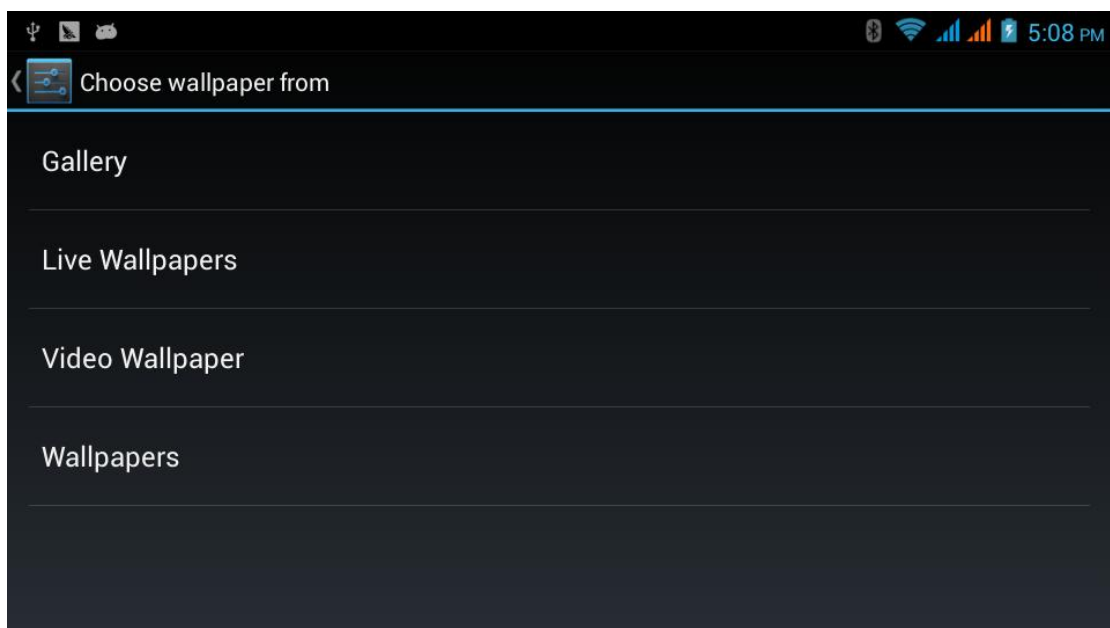 5:08 PM
Choose wallpaper from
Gallery
Live Wallpapers
Video Wallpaper
Wallpapers